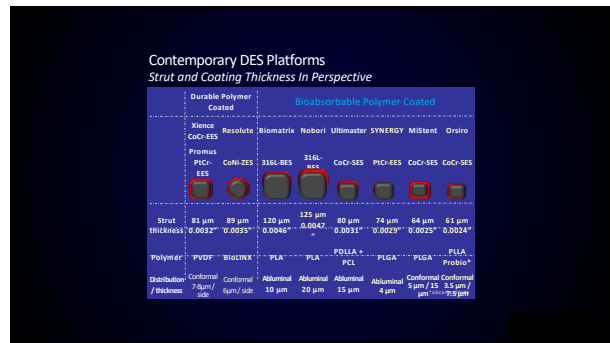 Contemporary DES Platforms
Strut and Coating Thickness In Perspective
Durable Polymer Coated
Bioabsorbable Polymer Coated
Xience CoCr-EES Resolute Biomatrix Nobori Ultimaster SYNERGY MiStent Orsiro
Promus PtCr-EES CoNi-ZES 316L-BES 316L-BES CoCr-SES PtCr-EES CoCr-SES CoCr-SES
Strut thickness 81 μm 0.0032” 89 μm 0.0035” 120 μm 0.0046” 125 μm 0.0047” 80 μm 0.0031” 74 μm 0.0029” 64 μm 0.0025” 61 μm 0.0024”
Polymer PVDF BioLINX PLA PLA PDLLA + PCL PLGA PLGA PLLA Probio*
Distribution / thickness Conformal 7-8μm / side Conformal 6μm / side Abluminal 10 μm Abluminal 20 μm Abluminal 15 μm Abluminal 4 μm Conformal 5 μm / 15 μm Conformal 3.5 μm / 7.5 μm